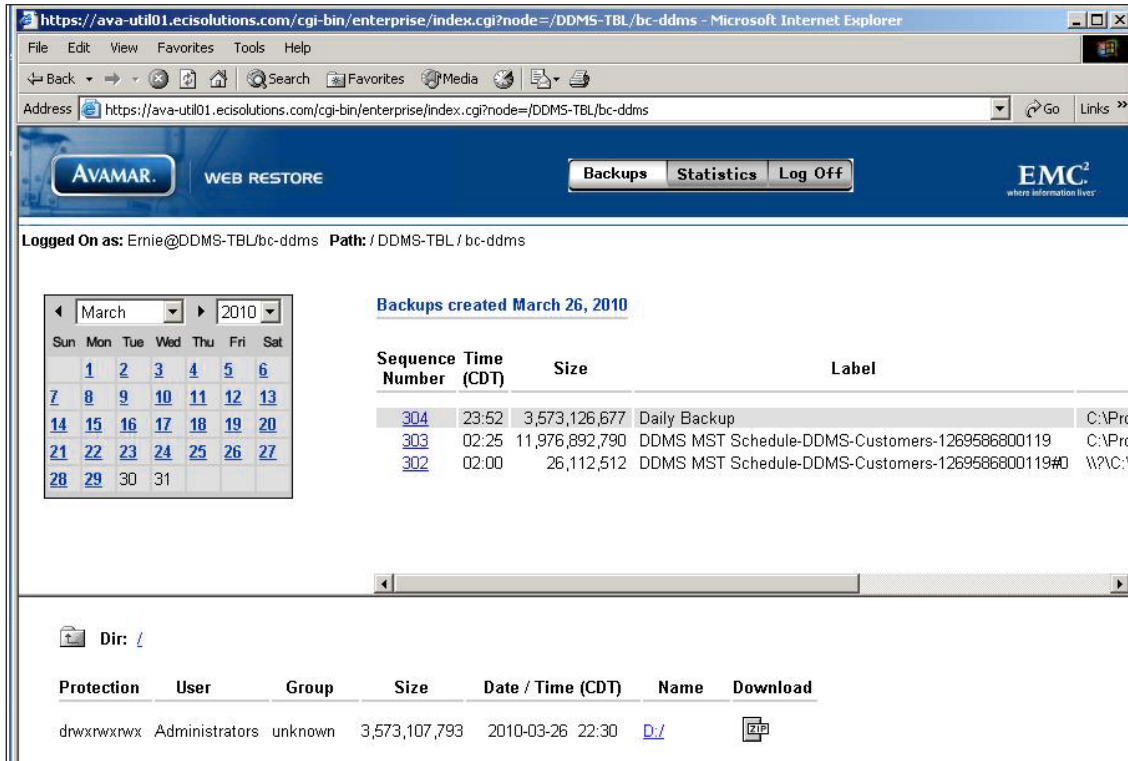 https://ava-util01.ecisolutions.com/cgi-bin/enterprise/index.cgi?node=/DDMS-TBL/bc-ddms - Microsoft Internet Explorer
File Edit View Favorites Tools Help
Back Search Favorites Media
Address https://ava-util01.ecisolutions.com/cgi-bin/enterprise/index.cgi?node=/DDMS-TBL/bc-ddms Go Links »
AVAMAR. WEB RESTORE Backups Statistics Log Off EMC²
where information lives
Logged On as: Ernie@DDMS-TBL/bc-ddms Path: / DDMS-TBL / bc-ddms
March 2010
Sun Mon Tue Wed Thu Fri Sat
1 2 3 4 5 6
7 8 9 10 11 12 13
14 15 16 17 18 19 20
21 22 23 24 25 26 27
28 29 30 31
Backups created March 26, 2010
Sequence Number Time (CDT) Size Label
304 23:52 3,573,126,677 Daily Backup C:\Pro
303 02:25 11,976,892,790 DDMS MST Schedule-DDMS-Customers-1269586800119 C:\Pro
302 02:00 26,112,512 DDMS MST Schedule-DDMS-Customers-1269586800119#0 \\?\C:\
Dir: /
Protection User Group Size Date / Time (CDT) Name Download
drwxrwxrwx Administrators unknown 3,573,107,793 2010-03-26 22:30 D:/ ZIP